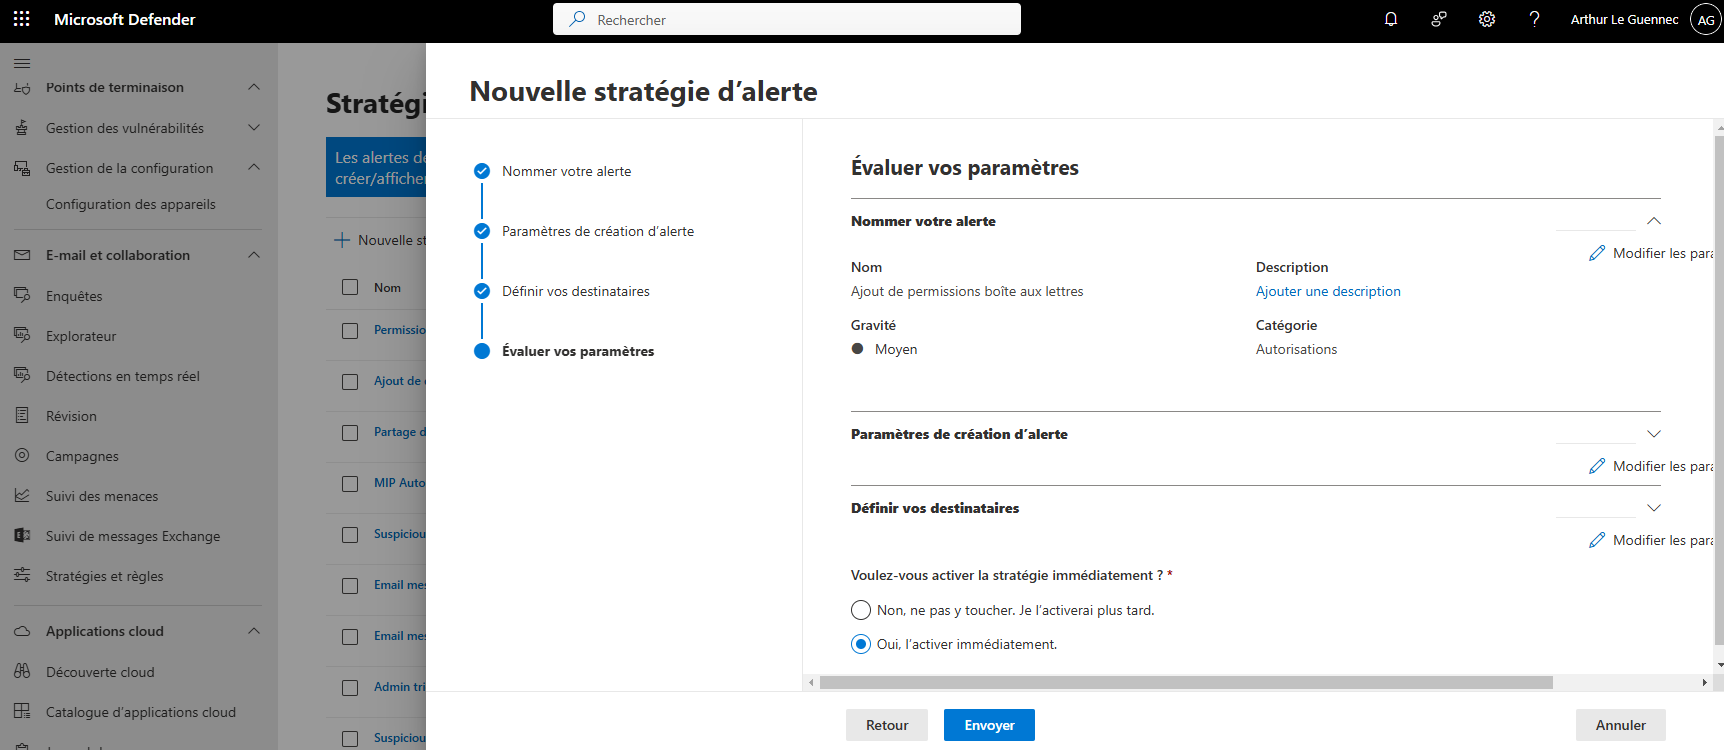 Microsoft Defender
Rechercher
Arthur Le Guennec
AG
Points de terminaison
Gestion des vulnérabilités
Gestion de la configuration
Configuration des appareils
E-mail et collaboration
Enquêtes
Explorateur
Détections en temps réel
Révision
Campagnes
Suivi des menaces
Suivi de messages Exchange
Stratégies et règles
Applications cloud
Découverte cloud
Catalogue d’applications cloud
Stratégi
Les alertes de
créer/afficher
Nouvelle st
Nom
Permissio
Ajout de
Partage d
MIP Auto
Suspiciou
Email mes
Email mes
Admin tri
Suspiciou
Nouvelle stratégie d’alerte
Nommer votre alerte
Paramètres de création d’alerte
Définir vos destinataires
Évaluer vos paramètres
Évaluer vos paramètres
Nommer votre alerte
Modifier les para
Nom
Description
Ajout de permissions boîte aux lettres
Ajouter une description
Gravité
Catégorie
Moyen
Autorisations
Paramètres de création d’alerte
Modifier les para
Définir vos destinataires
Modifier les para
Voulez-vous activer la stratégie immédiatement ? *
Non, ne pas y toucher. Je l’activerai plus tard.
Oui, l’activer immédiatement.
Retour
Envoyer
Annuler